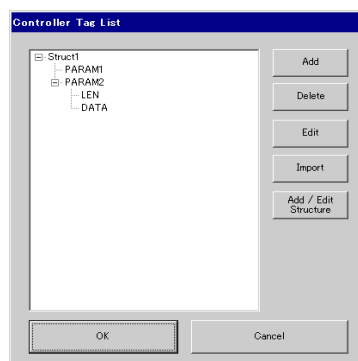 Controller Tag List
Struct1
PARAM1
PARAM2
LEN
DATA
Add
Delete
Edit
Import
Add / Edit
Structure
OK
Cancel